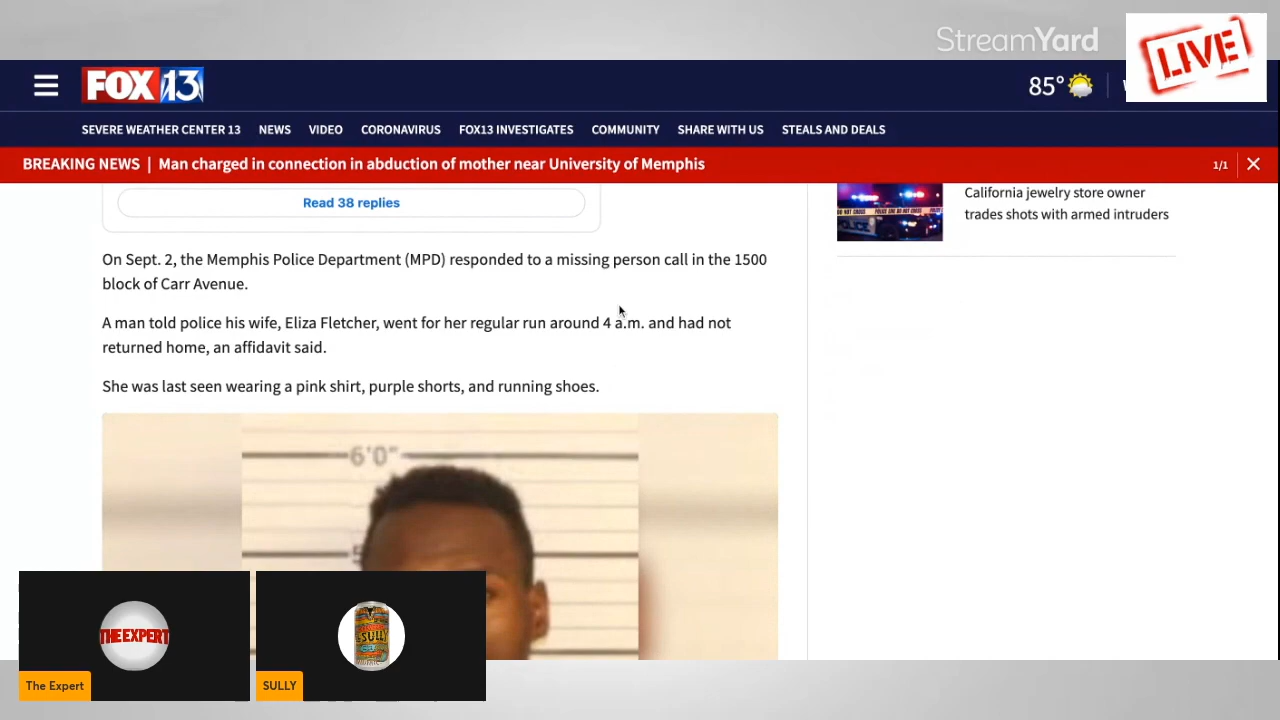 StreamYard
LIVE
FOX 13
85°
SEVERE WEATHER CENTER 13 NEWS VIDEO CORONAVIRUS FOX13 INVESTIGATES COMMUNITY SHARE WITH US STEALS AND DEALS
BREAKING NEWS | Man charged in connection in abduction of mother near University of Memphis
1/1
Read 38 replies
California jewelry store owner
trades shots with armed intruders
On Sept. 2, the Memphis Police Department (MPD) responded to a missing person call in the 1500
block of Carr Avenue.
A man told police his wife, Eliza Fletcher, went for her regular run around 4 a.m. and had not
returned home, an affidavit said.
She was last seen wearing a pink shirt, purple shorts, and running shoes.
6'0"
THE EXPERT
SULLY
The Expert
SULLY